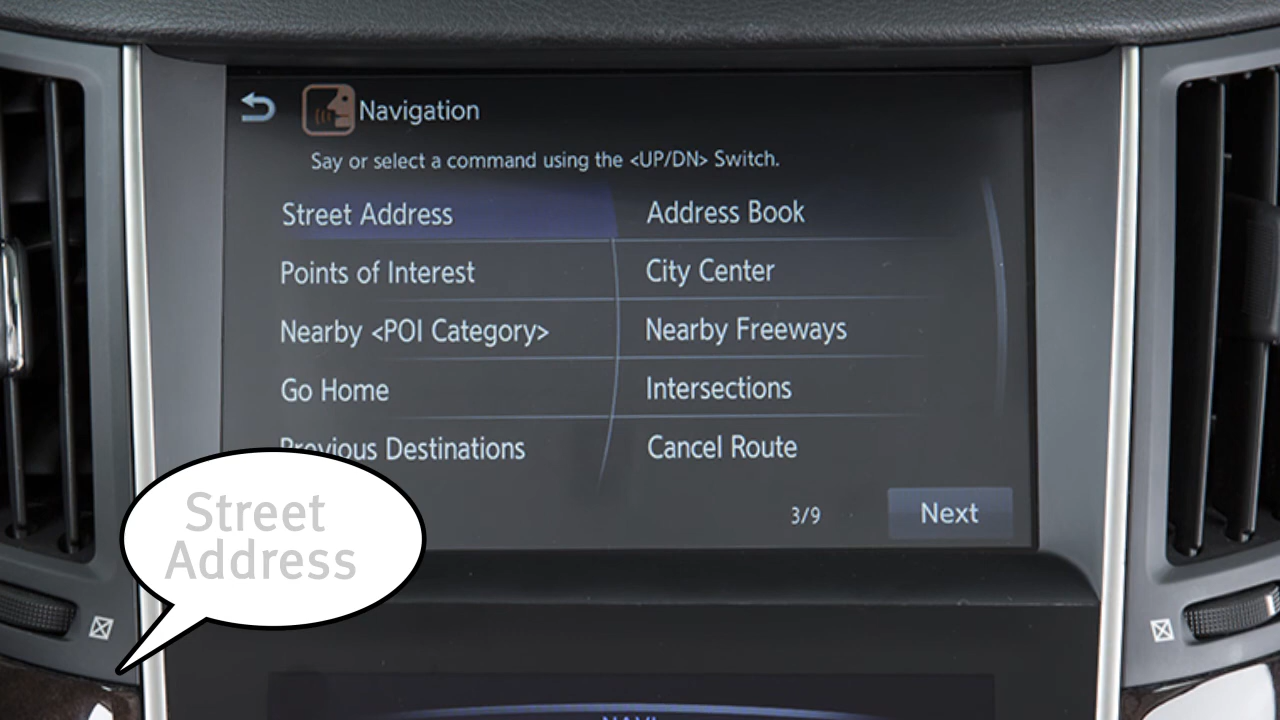 Navigation
Say or select a command using the <UP/DN> Switch.
Street Address
Address Book
Points of Interest
City Center
Nearby <POI Category>
Nearby Freeways
Go Home
Intersections
Previous Destinations
Cancel Route
3/9
Next
Street
Address
NAVI